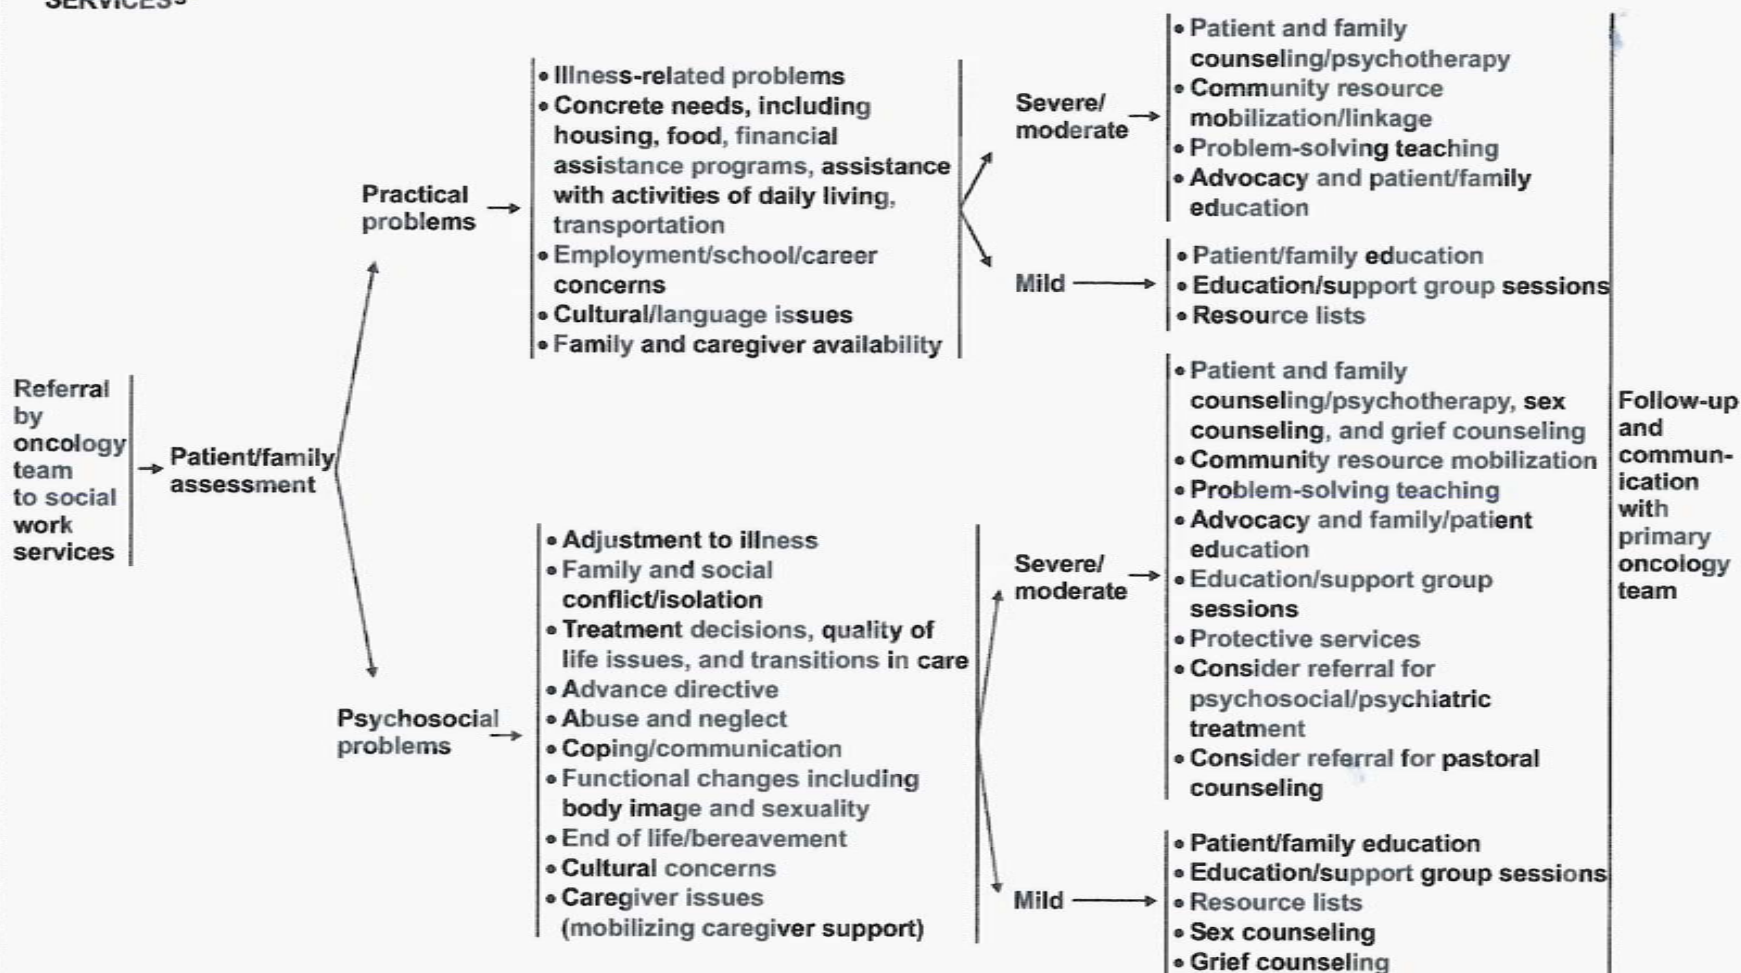 SERVICES
Referral
by
oncology
team
to social
work
services
Patient/family
assessment
Practical
problems
• Illness-related problems
• Concrete needs, including
housing, food, financial
assistance programs, assistance
with activities of daily living,
transportation
• Employment/school/career
concerns
• Cultural/language issues
• Family and caregiver availability
Severe/
moderate
• Patient and family
counseling/psychotherapy
• Community resource
mobilization/linkage
• Problem-solving teaching
• Advocacy and patient/family
education
Mild
• Patient/family education
• Education/support group sessions
• Resource lists
Psychosocial
problems
• Adjustment to illness
• Family and social
conflict/isolation
• Treatment decisions, quality of
life issues, and transitions in care
• Advance directive
• Abuse and neglect
• Coping/communication
• Functional changes including
body image and sexuality
• End of life/bereavement
• Cultural concerns
• Caregiver issues
(mobilizing caregiver support)
Severe/
moderate
• Patient and family
counseling/psychotherapy, sex
counseling, and grief counseling
• Community resource mobilization
• Problem-solving teaching
• Advocacy and family/patient
education
• Education/support group
sessions
• Protective services
• Consider referral for
psychosocial/psychiatric
treatment
• Consider referral for pastoral
counseling
Mild
• Patient/family education
• Education/support group sessions
• Resource lists
• Sex counseling
• Grief counseling
Follow-up
and
commun-
ication
with
primary
oncology
team